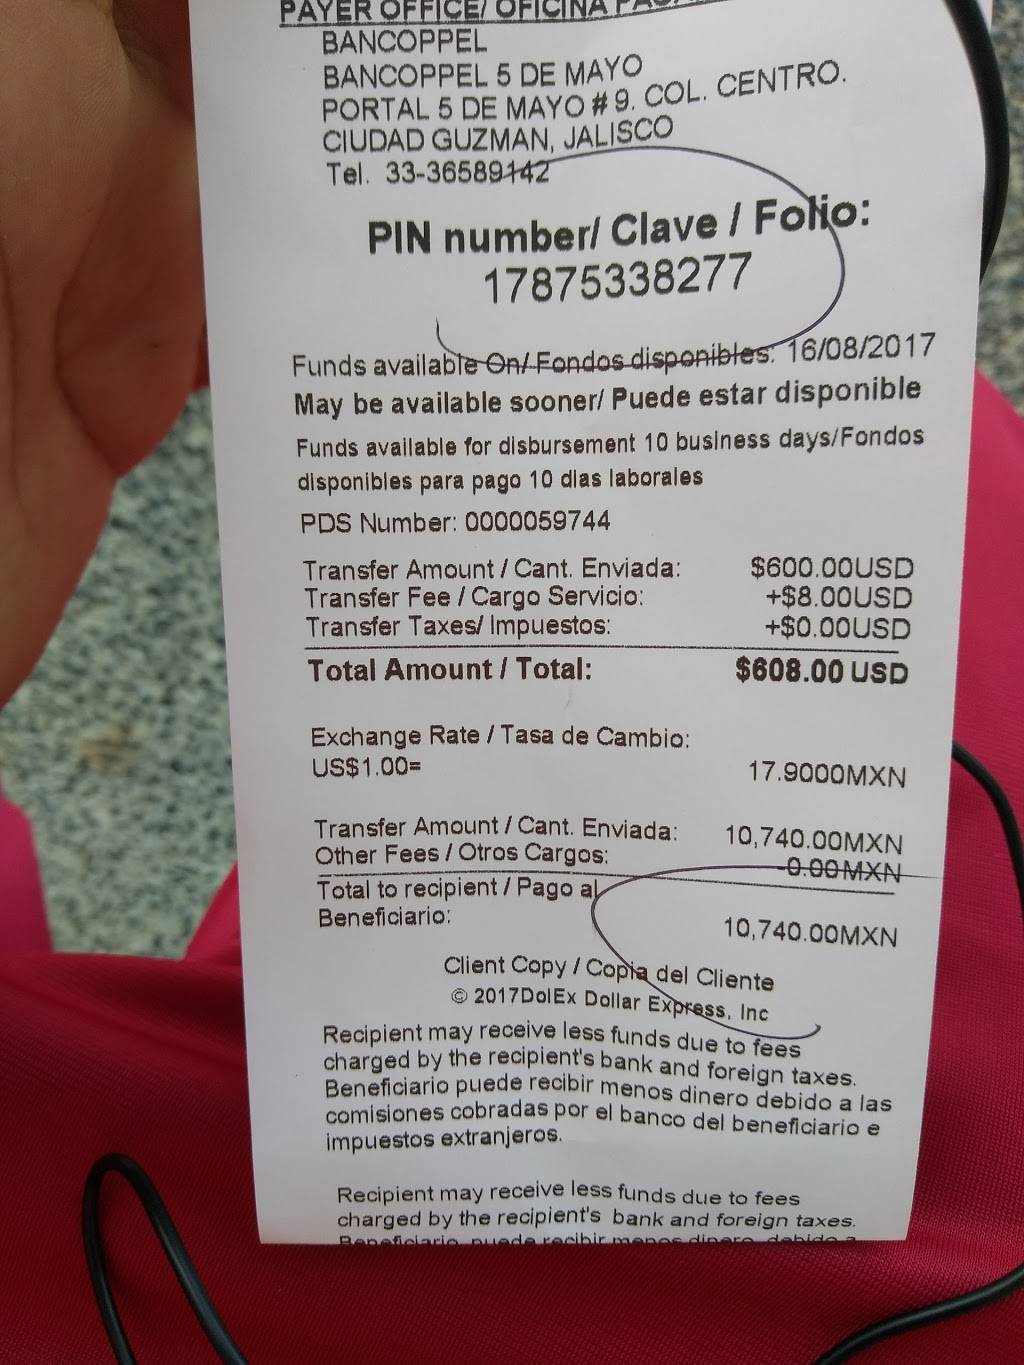 PAYER OFFICE/ OFICINA
BANCOPPEL
BANCOPPEL 5 DE MAYO
PORTAL 5 DE MAYO # 9. COL. CENTRO.
CIUDAD GUZMAN, JALISCO
Tel. 33-36589142
PIN number/ Clave / Folio:
17875338277
Funds available On/ Fondos disponibles: 16/08/2017
May be available sooner/ Puede estar disponible
Funds available for disbursement 10 business days/Fondos
disponibles para pago 10 dias laborales
PDS Number: 0000059744
Transfer Amount / Cant. Enviada: $600.00USD
Transfer Fee / Cargo Servicio: +$8.00USD
Transfer Taxes/ Impuestos: +$0.00USD
Total Amount / Total: $608.00 USD
Exchange Rate / Tasa de Cambio:
US$1.00= 17.9000MXN
Transfer Amount / Cant. Enviada: 10,740.00MXN
Other Fees / Otros Cargos: -0.00MXN
Total to recipient / Pago al
Beneficiario: 10,740.00MXN
Client Copy / Copia del Cliente
© 2017DolEx Dollar Express, Inc
Recipient may receive less funds due to fees
charged by the recipient's bank and foreign taxes.
Beneficiario puede recibir menos dinero debido a las
comisiones cobradas por el banco del beneficiario e
impuestos extranjeros.
Recipient may receive less funds due to fees
charged by the recipient's bank and foreign taxes.
Beneficiario puede recibir menos dinero debido a